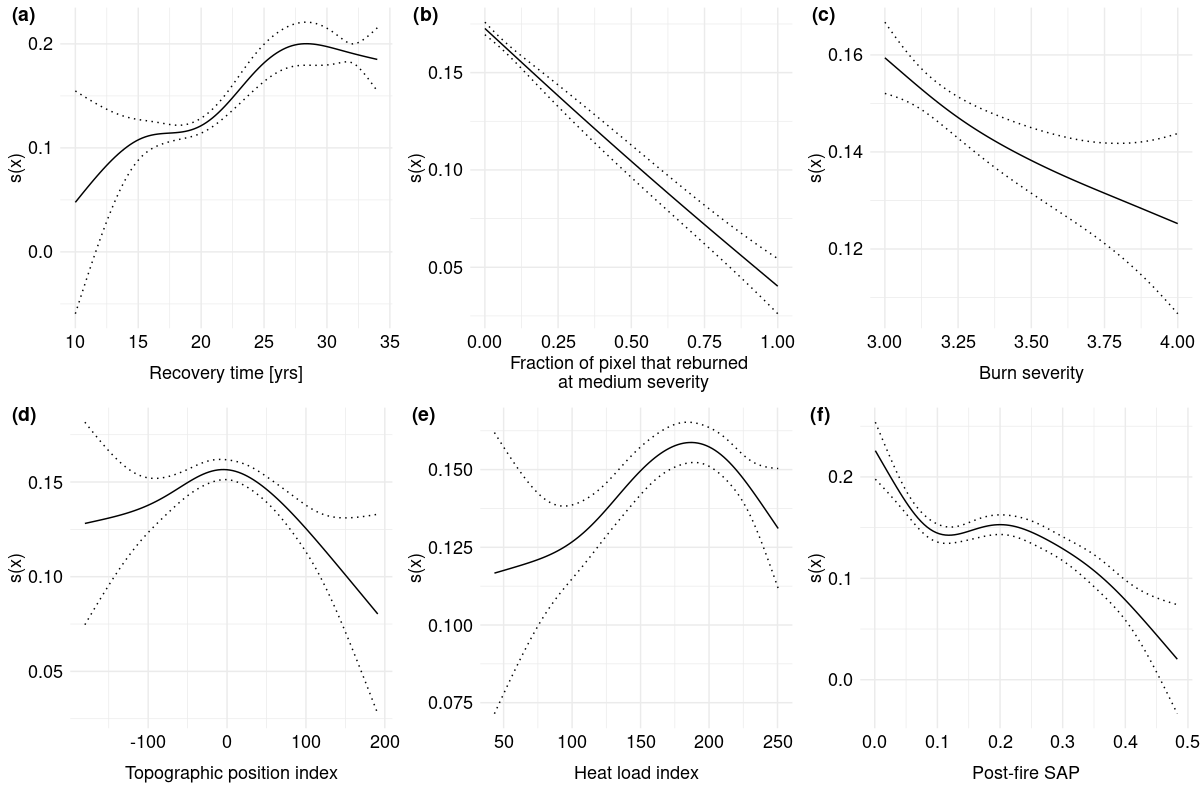 (a)
s(x)
0.2
0.1
0.0
10 15 20 25 30 35
Recovery time [yrs]
(b)
s(x)
0.15
0.10
0.05
0.00 0.25 0.50 0.75 1.00
Fraction of pixel that reburned
at medium severity
(c)
s(x)
0.16
0.14
0.12
3.00 3.25 3.50 3.75 4.00
Burn severity
(d)
s(x)
0.15
0.10
0.05
-100 0 100 200
Topographic position index
(e)
s(x)
0.150
0.125
0.100
0.075
50 100 150 200 250
Heat load index
(f)
s(x)
0.2
0.1
0.0
0.0 0.1 0.2 0.3 0.4 0.5
Post-fire SAP